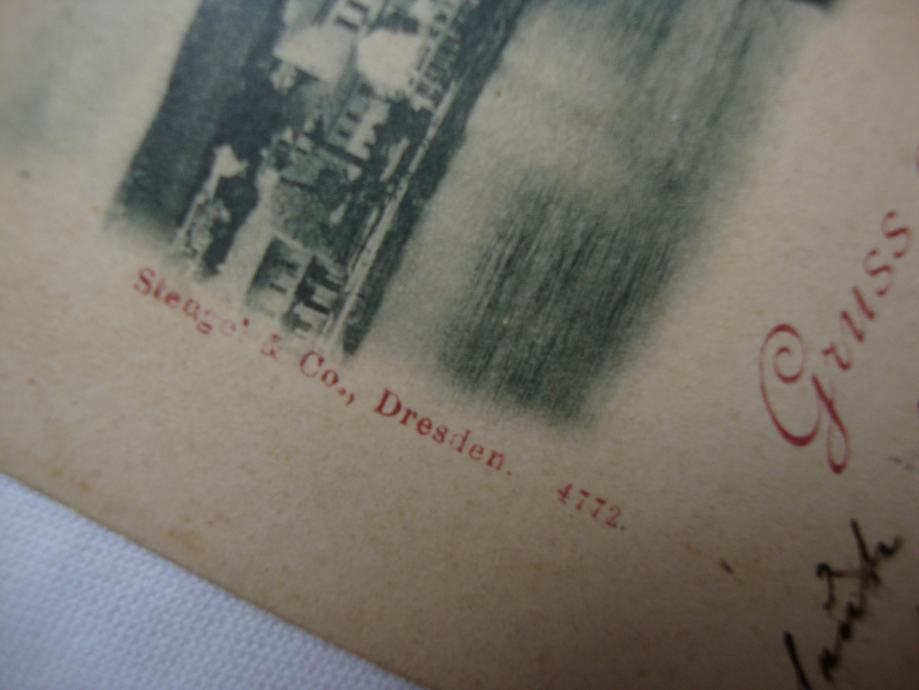 Stengel & Co., Dresden. 4772.
Gruss